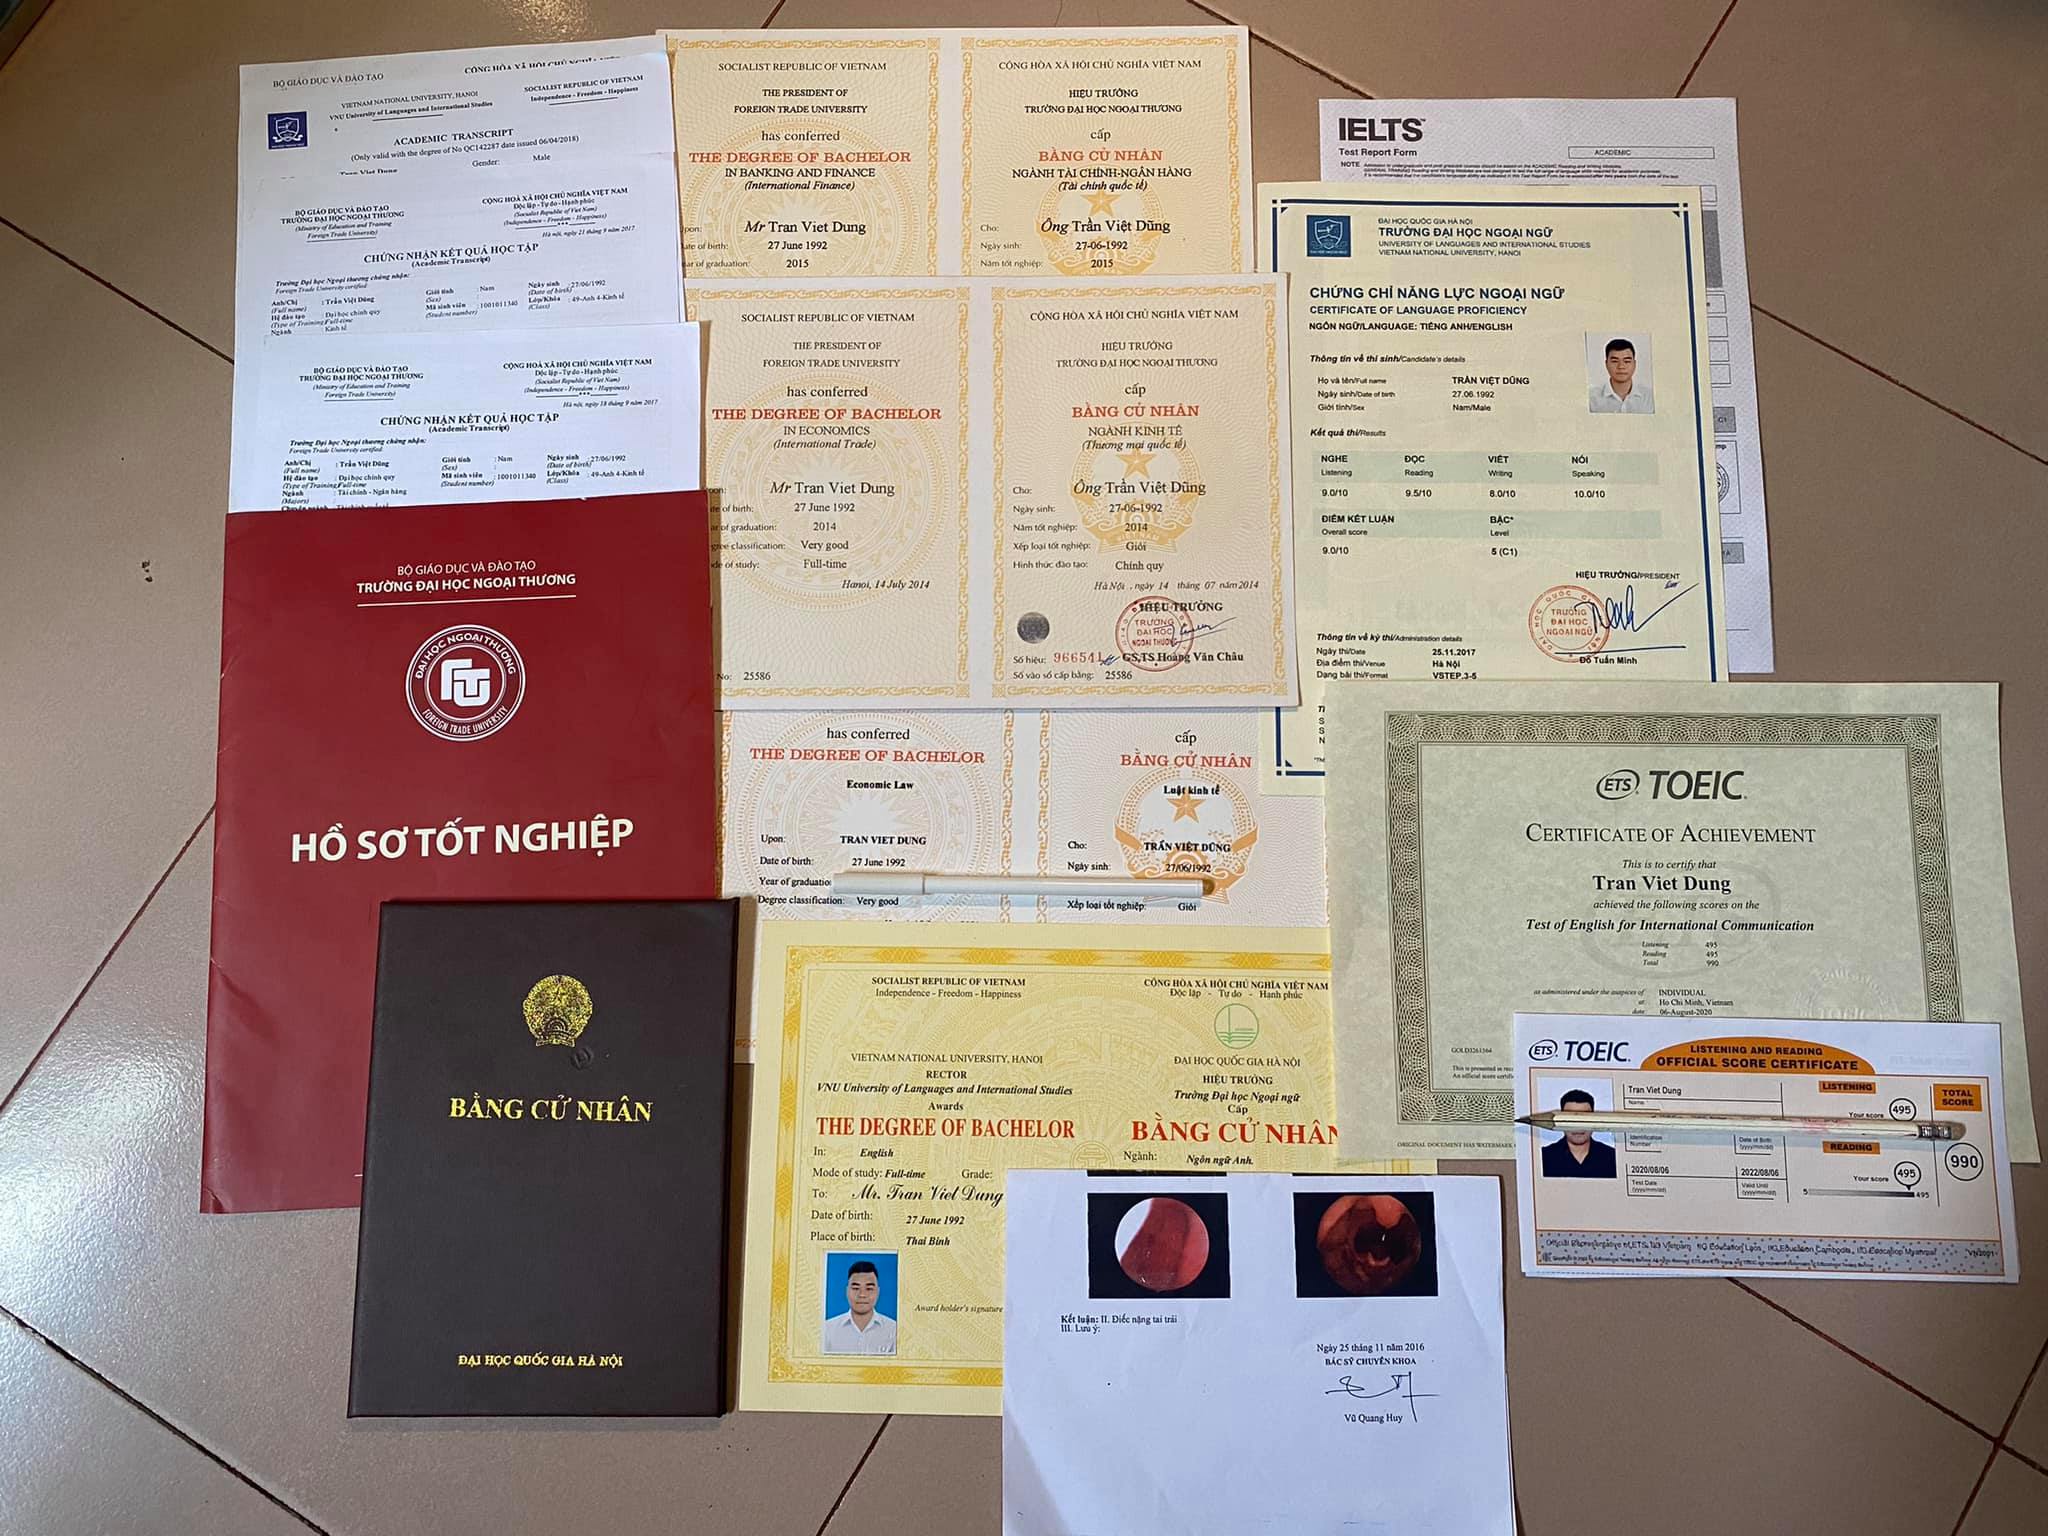 BỘ GIÁO DỤC VÀ ĐÀO TẠO
VIETNAM NATIONAL UNIVERSITY, HANOI
VNU University of Languages and International Studies
SOCIALIST REPUBLIC OF VIETNAM
Independence - Freedom - Happiness
ACADEMIC TRANSCRIPT
(Only valid with the degree of No QC142287 date issued 06/04/2018)
Gender: Male
Tran Viet Dung
BỘ GIÁO DỤC VÀ ĐÀO TẠO
TRƯỜNG ĐẠI HỌC NGOẠI THƯƠNG
(Ministry of Education and Training
Foreign Trade University)
CỘNG HÒA XÃ HỘI CHỦ NGHĨA VIỆT NAM
Độc lập - Tự do - Hạnh phúc
(Socialist Republic of Viet Nam)
(Independence - Freedom - Happiness)
Hà nội, ngày 21 tháng 9 năm 2017
CHỨNG NHẬN KẾT QUẢ HỌC TẬP
(Academic Transcript)
Trường Đại học Ngoại thương chứng nhận:
Foreign Trade University certified:
Anh/Chị : Trần Việt Dũng
(Full name)
Hệ đào tạo : Đại học chính quy
(Type of Training) Full-time
Ngành : Kinh tế
Giới tính : Nam
(Sex)
Mã sinh viên : 1001011340
(Student number)
Ngày sinh : 27/06/1992
(Date of birth)
Lớp/Khóa : 49-Anh 4-Kinh tế
(Class)
BỘ GIÁO DỤC VÀ ĐÀO TẠO
TRƯỜNG ĐẠI HỌC NGOẠI THƯƠNG
(Ministry of Education and Training
Foreign Trade University)
CỘNG HOÀ XÃ HỘI CHỦ NGHĨA VIỆT NAM
Độc lập - Tự do - Hạnh phúc
(Socialist Republic of Viet Nam)
(Independence - Freedom - Happiness)
Hà nội, ngày 18 tháng 9 năm 2017
CHỨNG NHẬN KẾT QUẢ HỌC TẬP
(Academic Transcript)
Trường Đại học Ngoại thương chứng nhận:
Foreign Trade University certified:
Anh/Chị : Trần Việt Dũng
(Full name)
Hệ đào tạo : Đại học chính quy
(Type of Training) Full-time
Ngành : Tài chính - Ngân hàng
(Majors)
Giới tính : Nam
(Sex) :
Mã sinh viên : 1001011340
(Student number)
Ngày sinh : 27/06/1992
(Date of birth)
Lớp/Khóa : 49-Anh 4-Kinh tế
(Class)
BỘ GIÁO DỤC VÀ ĐÀO TẠO
TRƯỜNG ĐẠI HỌC NGOẠI THƯƠNG
ĐẠI HỌC NGOẠI THƯƠNG
FTU
FOREIGN TRADE UNIVERSITY
HỒ SƠ TỐT NGHIỆP
BẰNG CỬ NHÂN
ĐẠI HỌC QUỐC GIA HÀ NỘI
SOCIALIST REPUBLIC OF VIETNAM
THE PRESIDENT OF
FOREIGN TRADE UNIVERSITY
has conferred
THE DEGREE OF BACHELOR
IN BANKING AND FINANCE
(International Finance)
Mr Tran Viet Dung
27 June 1992
2015
CỘNG HÒA XÃ HỘI CHỦ NGHĨA VIỆT NAM
HIỆU TRƯỞNG
TRƯỜNG ĐẠI HỌC NGOẠI THƯƠNG
cấp
BẰNG CỬ NHÂN
NGÀNH TÀI CHÍNH-NGÂN HÀNG
(Tài chính quốc tế)
Cho: Ông Trần Việt Dũng
Ngày sinh: 27-06-1992
Năm tốt nghiệp: 2015
SOCIALIST REPUBLIC OF VIETNAM
THE PRESIDENT OF
FOREIGN TRADE UNIVERSITY
has conferred
THE DEGREE OF BACHELOR
IN ECONOMICS
(International Trade)
Mr Tran Viet Dung
27 June 1992
of graduation: 2014
classification: Very good
of study: Full-time
Hanoi, 14 July 2014
No: 25586
CỘNG HÒA XÃ HỘI CHỦ NGHĨA VIỆT NAM
HIỆU TRƯỞNG
TRƯỜNG ĐẠI HỌC NGOẠI THƯƠNG
cấp
BẰNG CỬ NHÂN
NGÀNH KINH TẾ
(Thương mại quốc tế)
Cho: Ông Trần Việt Dũng
Ngày sinh: 27-06-1992
Năm tốt nghiệp: 2014
Xếp loại tốt nghiệp: Giỏi
Hình thức đào tạo: Chính quy
Hà Nội, ngày 14 tháng 07 năm 2014
HIỆU TRƯỞNG
TRƯỜNG
ĐẠI HỌC
NGOẠI THƯƠNG
GS,TS Hoàng Văn Châu
Số hiệu: 966541
Số vào sổ cấp bằng: 25586
has conferred
THE DEGREE OF BACHELOR
Economic Law
Upon: TRAN VIET DUNG
Date of birth: 27 June 1992
Year of graduation
Degree classification: Very good
cấp
BẰNG CỬ NHÂN
Luật kinh tế
Cho: TRẦN VIỆT DŨNG
Ngày sinh: 27/06/1992
Xếp loại tốt nghiệp: Giỏi
SOCIALIST REPUBLIC OF VIETNAM
Independence - Freedom - Happiness
VIETNAM NATIONAL UNIVERSITY, HANOI
RECTOR
VNU University of Languages and International Studies
Awards
THE DEGREE OF BACHELOR
In: English
Mode of study: Full-time Grade:
To: Mr. Tran Viet Dung
Date of birth: 27 June 1992
Place of birth: Thai Binh
Award holder's signature
CỘNG HÒA XÃ HỘI CHỦ NGHĨA VIỆT NAM
Độc lập - Tự do - Hạnh phúc
ĐẠI HỌC QUỐC GIA HÀ NỘI
HIỆU TRƯỞNG
Trường Đại học Ngoại ngữ
Cấp
BẰNG CỬ NHÂN
Ngành: Ngôn ngữ Anh.
IELTS
Test Report Form
ACADEMIC
NOTE
ĐẠI HỌC QUỐC GIA HÀ NỘI
TRƯỜNG ĐẠI HỌC NGOẠI NGỮ
UNIVERSITY OF LANGUAGES AND INTERNATIONAL STUDIES
VIETNAM NATIONAL UNIVERSITY, HANOI
CHỨNG CHỈ NĂNG LỰC NGOẠI NGỮ
CERTIFICATE OF LANGUAGE PROFICIENCY
NGÔN NGỮ/LANGUAGE: TIẾNG ANH/ENGLISH
Thông tin về thí sinh/Candidate's details
Họ và tên/Full name TRẦN VIỆT DŨNG
Ngày sinh/Date of birth 27.06.1992
Giới tính/Sex Nam/Male
Kết quả thi/Results
NGHE ĐỌC VIẾT NÓI
Listening Reading Writing Speaking
9.0/10 9.5/10 8.0/10 10.0/10
ĐIỂM KẾT LUẬN BẬC*
Overall score Level
9.0/10 5 (C1)
HIỆU TRƯỞNG/PRESIDENT
TRƯỜNG
ĐẠI HỌC
NGOẠI NGỮ
Đỗ Tuấn Minh
Thông tin về kỳ thi/Administration details
Ngày thi/Date 25.11.2017
Địa điểm thi/Venue Hà Nội
Dạng bài thi/Format VSTEP.3-5
C1
ETS TOEIC
CERTIFICATE OF ACHIEVEMENT
This is to certify that
Tran Viet Dung
achieved the following scores on the
Test of English for International Communication
Listening 495
Reading 495
Total 990
as administered under the auspices of INDIVIDUAL
at Ho Chi Minh, Vietnam
date 06-August-2020
ETS TOEIC
LISTENING AND READING
OFFICIAL SCORE CERTIFICATE
Tran Viet Dung
Name
Identification
Number
Date of Birth
(yyyy/mm/dd)
2020/08/06 2022/08/06
Test Date
(yyyy/mm/dd)
Valid Until
(yyyy/mm/dd)
LISTENING
Your score 495
READING
Your score 495
5 495
TOTAL
SCORE
990
Kết luận: II. Điếc nặng tai trái
III. Lưu ý:
Ngày 25 tháng 11 năm 2016
BÁC SỸ CHUYÊN KHOA
Vũ Quang Huy